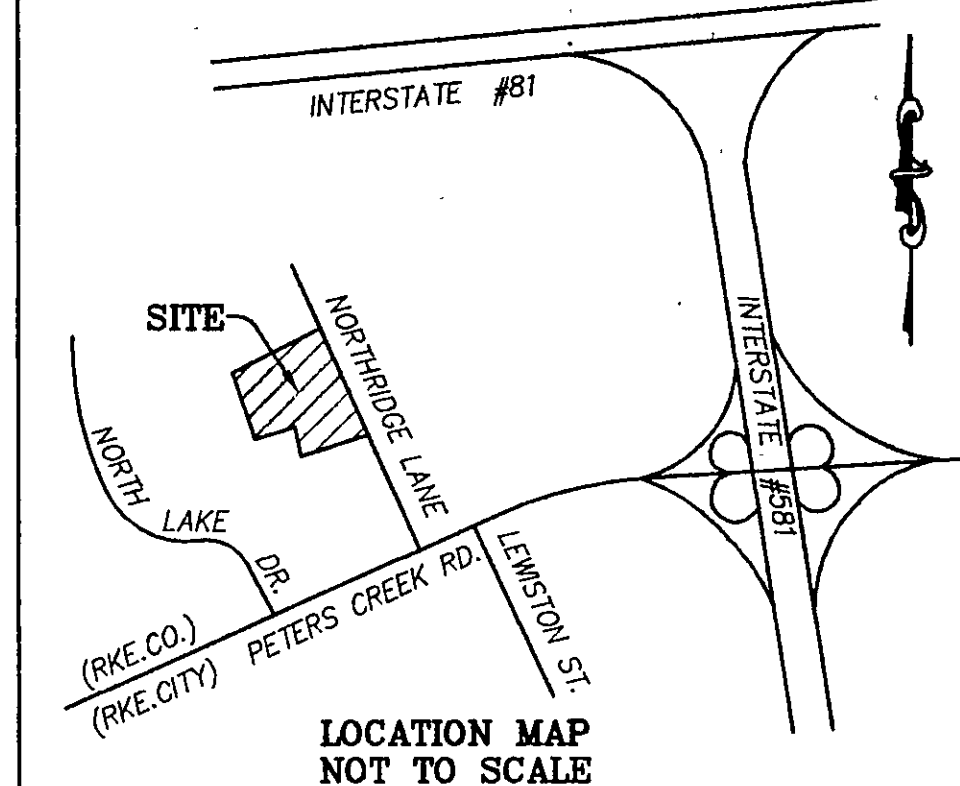 INTERSTATE #81
SITE
NORTHRIDGE LANE
INTERSTATE #581
NORTH LAKE DR.
LEWISTON ST.
PETERS CREEK RD.
(RKE.CO.)
(RKE.CITY)
LOCATION MAP
NOT TO SCALE